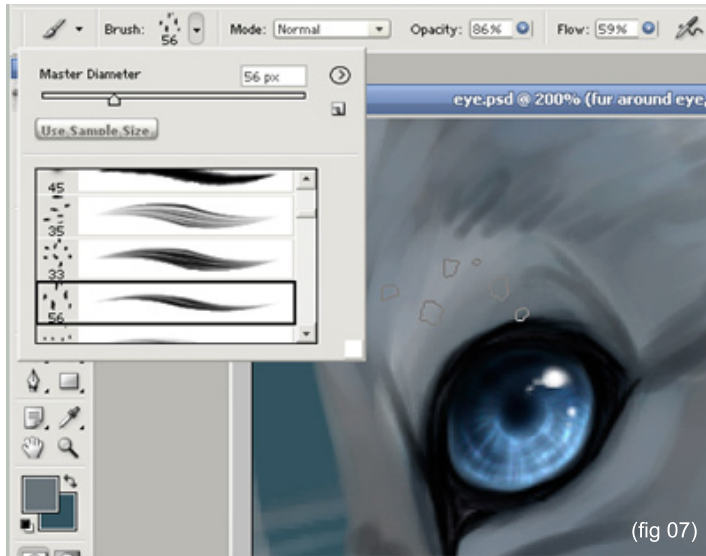 Brush: 56 Mode: Normal Opacity: 86% Flow: 59%
Master Diameter 56 px
eye.psd @ 200% (fur around eye,
Use Sample Size
45
35
33
56
(fig 07)